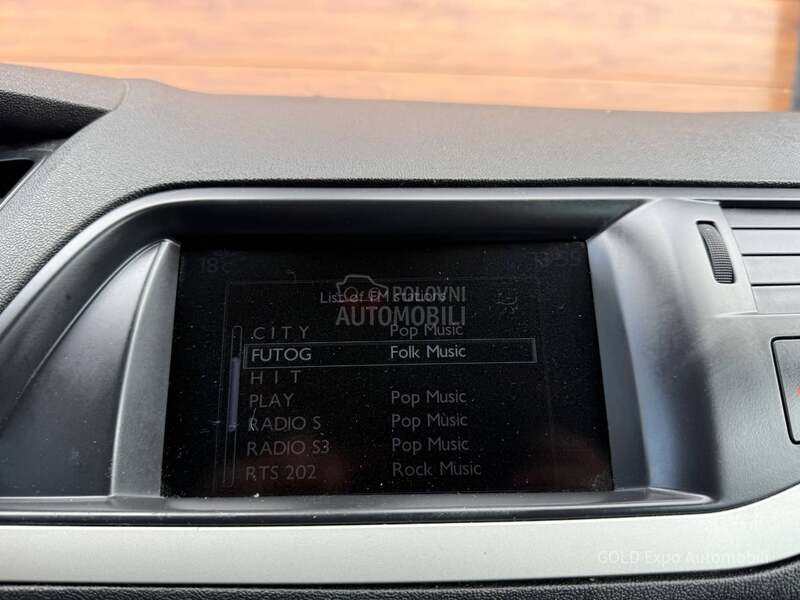 18c
List of FM stations
POLOVNI
AUTOMOBILI
CITY Pop Music
FUTOG Folk Music
H I T
PLAY Pop Music
RADIO S Pop Music
RADIO S3 Pop Music
RTS 202 Rock Music
GOLD Expo Automobili